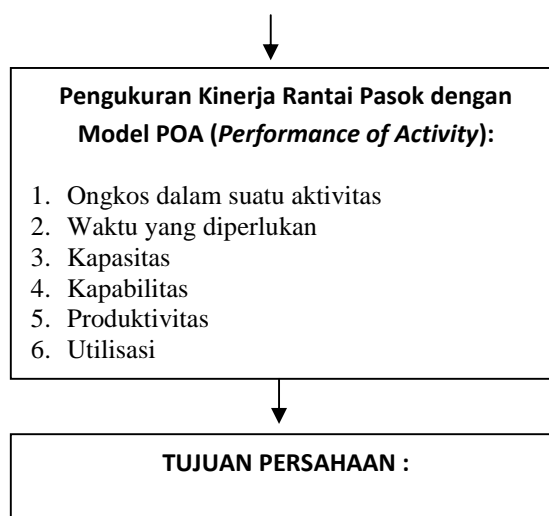 Pengukuran Kinerja Rantai Pasok dengan
Model POA (Performance of Activity):
1. Ongkos dalam suatu aktivitas
2. Waktu yang diperlukan
3. Kapasitas
4. Kapabilitas
5. Produktivitas
6. Utilisasi
TUJUAN PERSAHAAN :